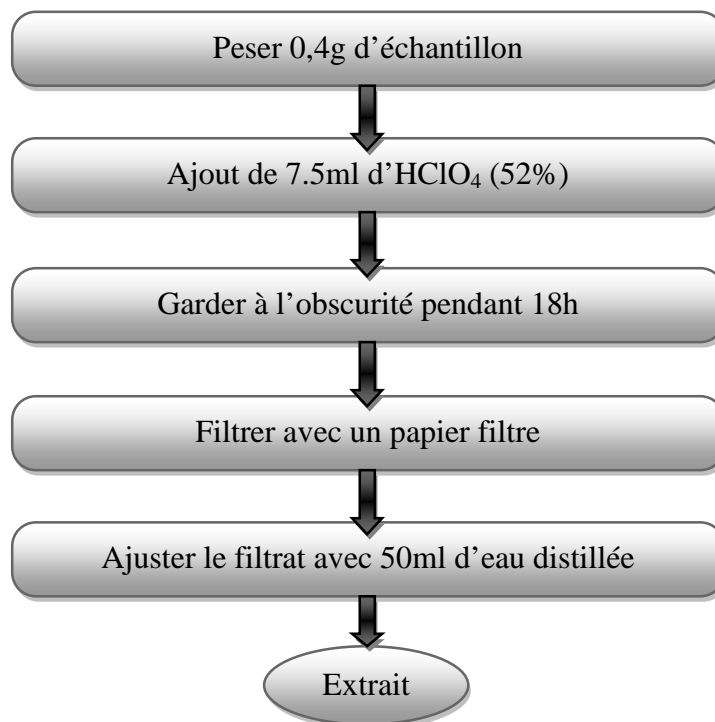 Peser 0,4g d’échantillon
Ajout de 7.5ml d’HClO₄ (52%)
Garder à l’obscurité pendant 18h
Filtrer avec un papier filtre
Ajuster le filtrat avec 50ml d’eau distillée
Extrait